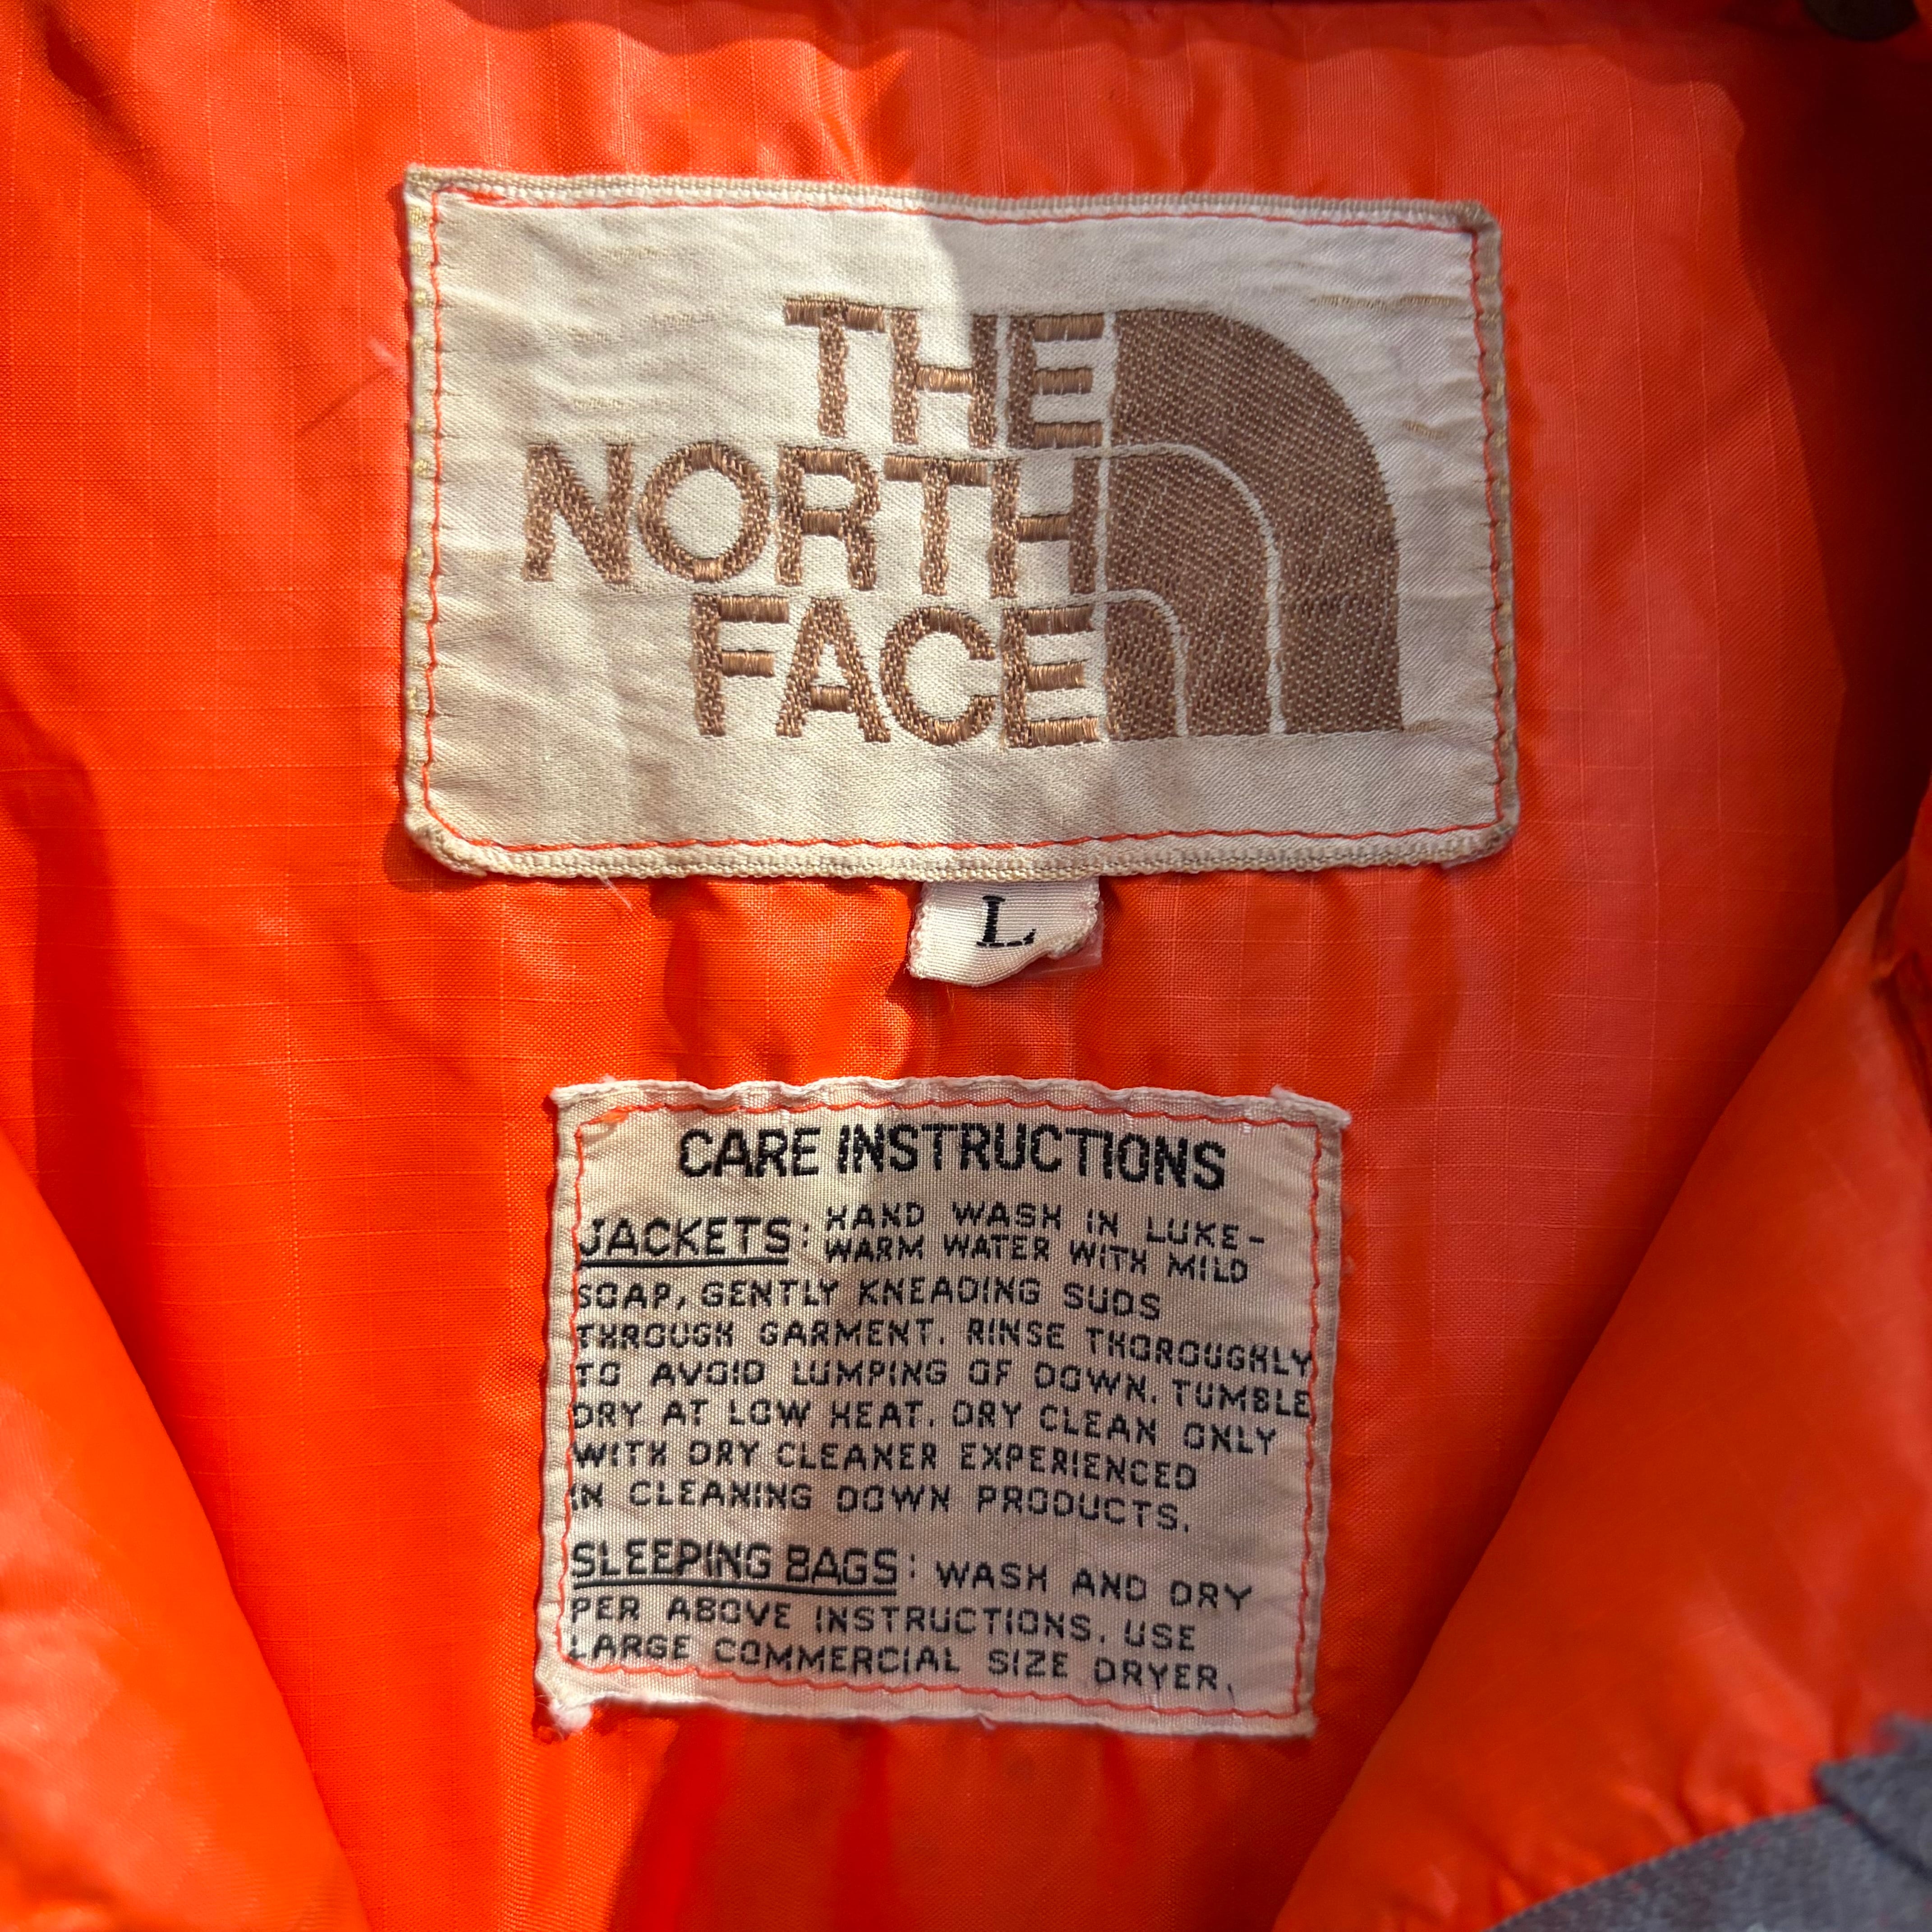 THE
NORTH
FACE
L
CARE INSTRUCTIONS
JACKETS: HAND WASH IN LUKE-
WARM WATER WITH MILD
SOAP, GENTLY KNEADING SUDS
THROUGH GARMENT. RINSE THOROUGHLY
TO AVOID LUMPING OF DOWN. TUMBLE
DRY AT LOW HEAT. DRY CLEAN ONLY
WITH DRY CLEANER EXPERIENCED
IN CLEANING DOWN PRODUCTS.
SLEEPING BAGS: WASH AND DRY
PER ABOVE INSTRUCTIONS. USE
LARGE COMMERCIAL SIZE DRYER.